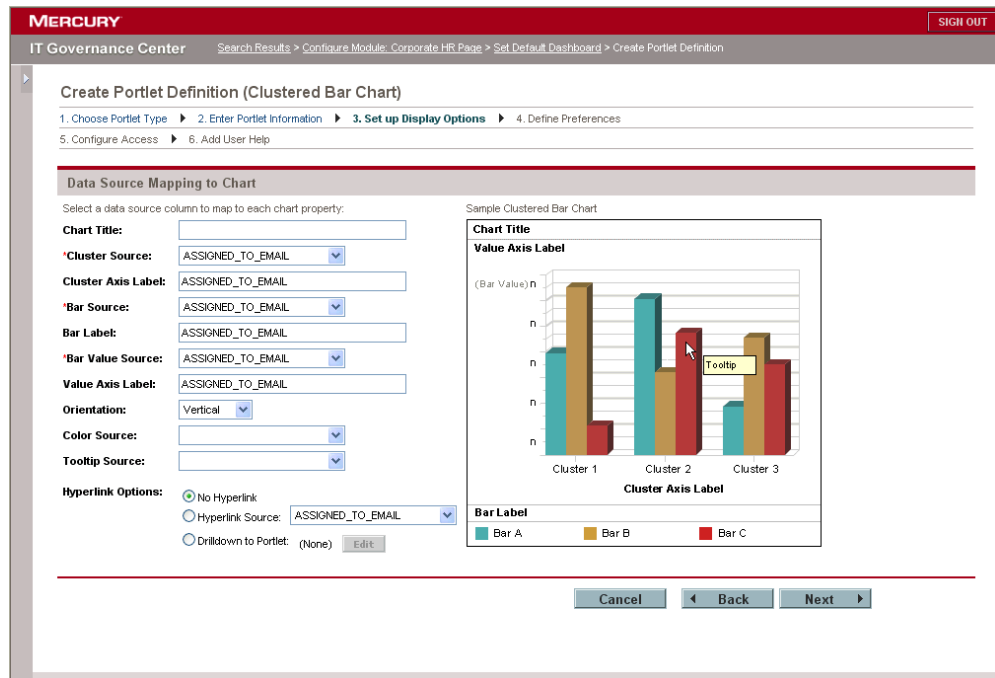 MERCURY
SIGN OUT
IT Governance Center
Search Results > Configure Module: Corporate HR Page > Set Default Dashboard > Create Portlet Definition
Create Portlet Definition (Clustered Bar Chart)
1. Choose Portlet Type 2. Enter Portlet Information 3. Set up Display Options 4. Define Preferences
5. Configure Access 6. Add User Help
Data Source Mapping to Chart
Select a data source column to map to each chart property:
Chart Title:
*Cluster Source: ASSIGNED_TO_EMAIL
Cluster Axis Label: ASSIGNED_TO_EMAIL
*Bar Source: ASSIGNED_TO_EMAIL
Bar Label: ASSIGNED_TO_EMAIL
*Bar Value Source: ASSIGNED_TO_EMAIL
Value Axis Label: ASSIGNED_TO_EMAIL
Orientation: Vertical
Color Source:
Tooltip Source:
Hyperlink Options: No Hyperlink
Hyperlink Source: ASSIGNED_TO_EMAIL
Drilldown to Portlet: (None) Edit
Sample Clustered Bar Chart
Chart Title
Value Axis Label
(Bar Value) n
n
n
n
n
Tooltip
Cluster 1 Cluster 2 Cluster 3
Cluster Axis Label
Bar Label
Bar A Bar B Bar C
Cancel Back Next